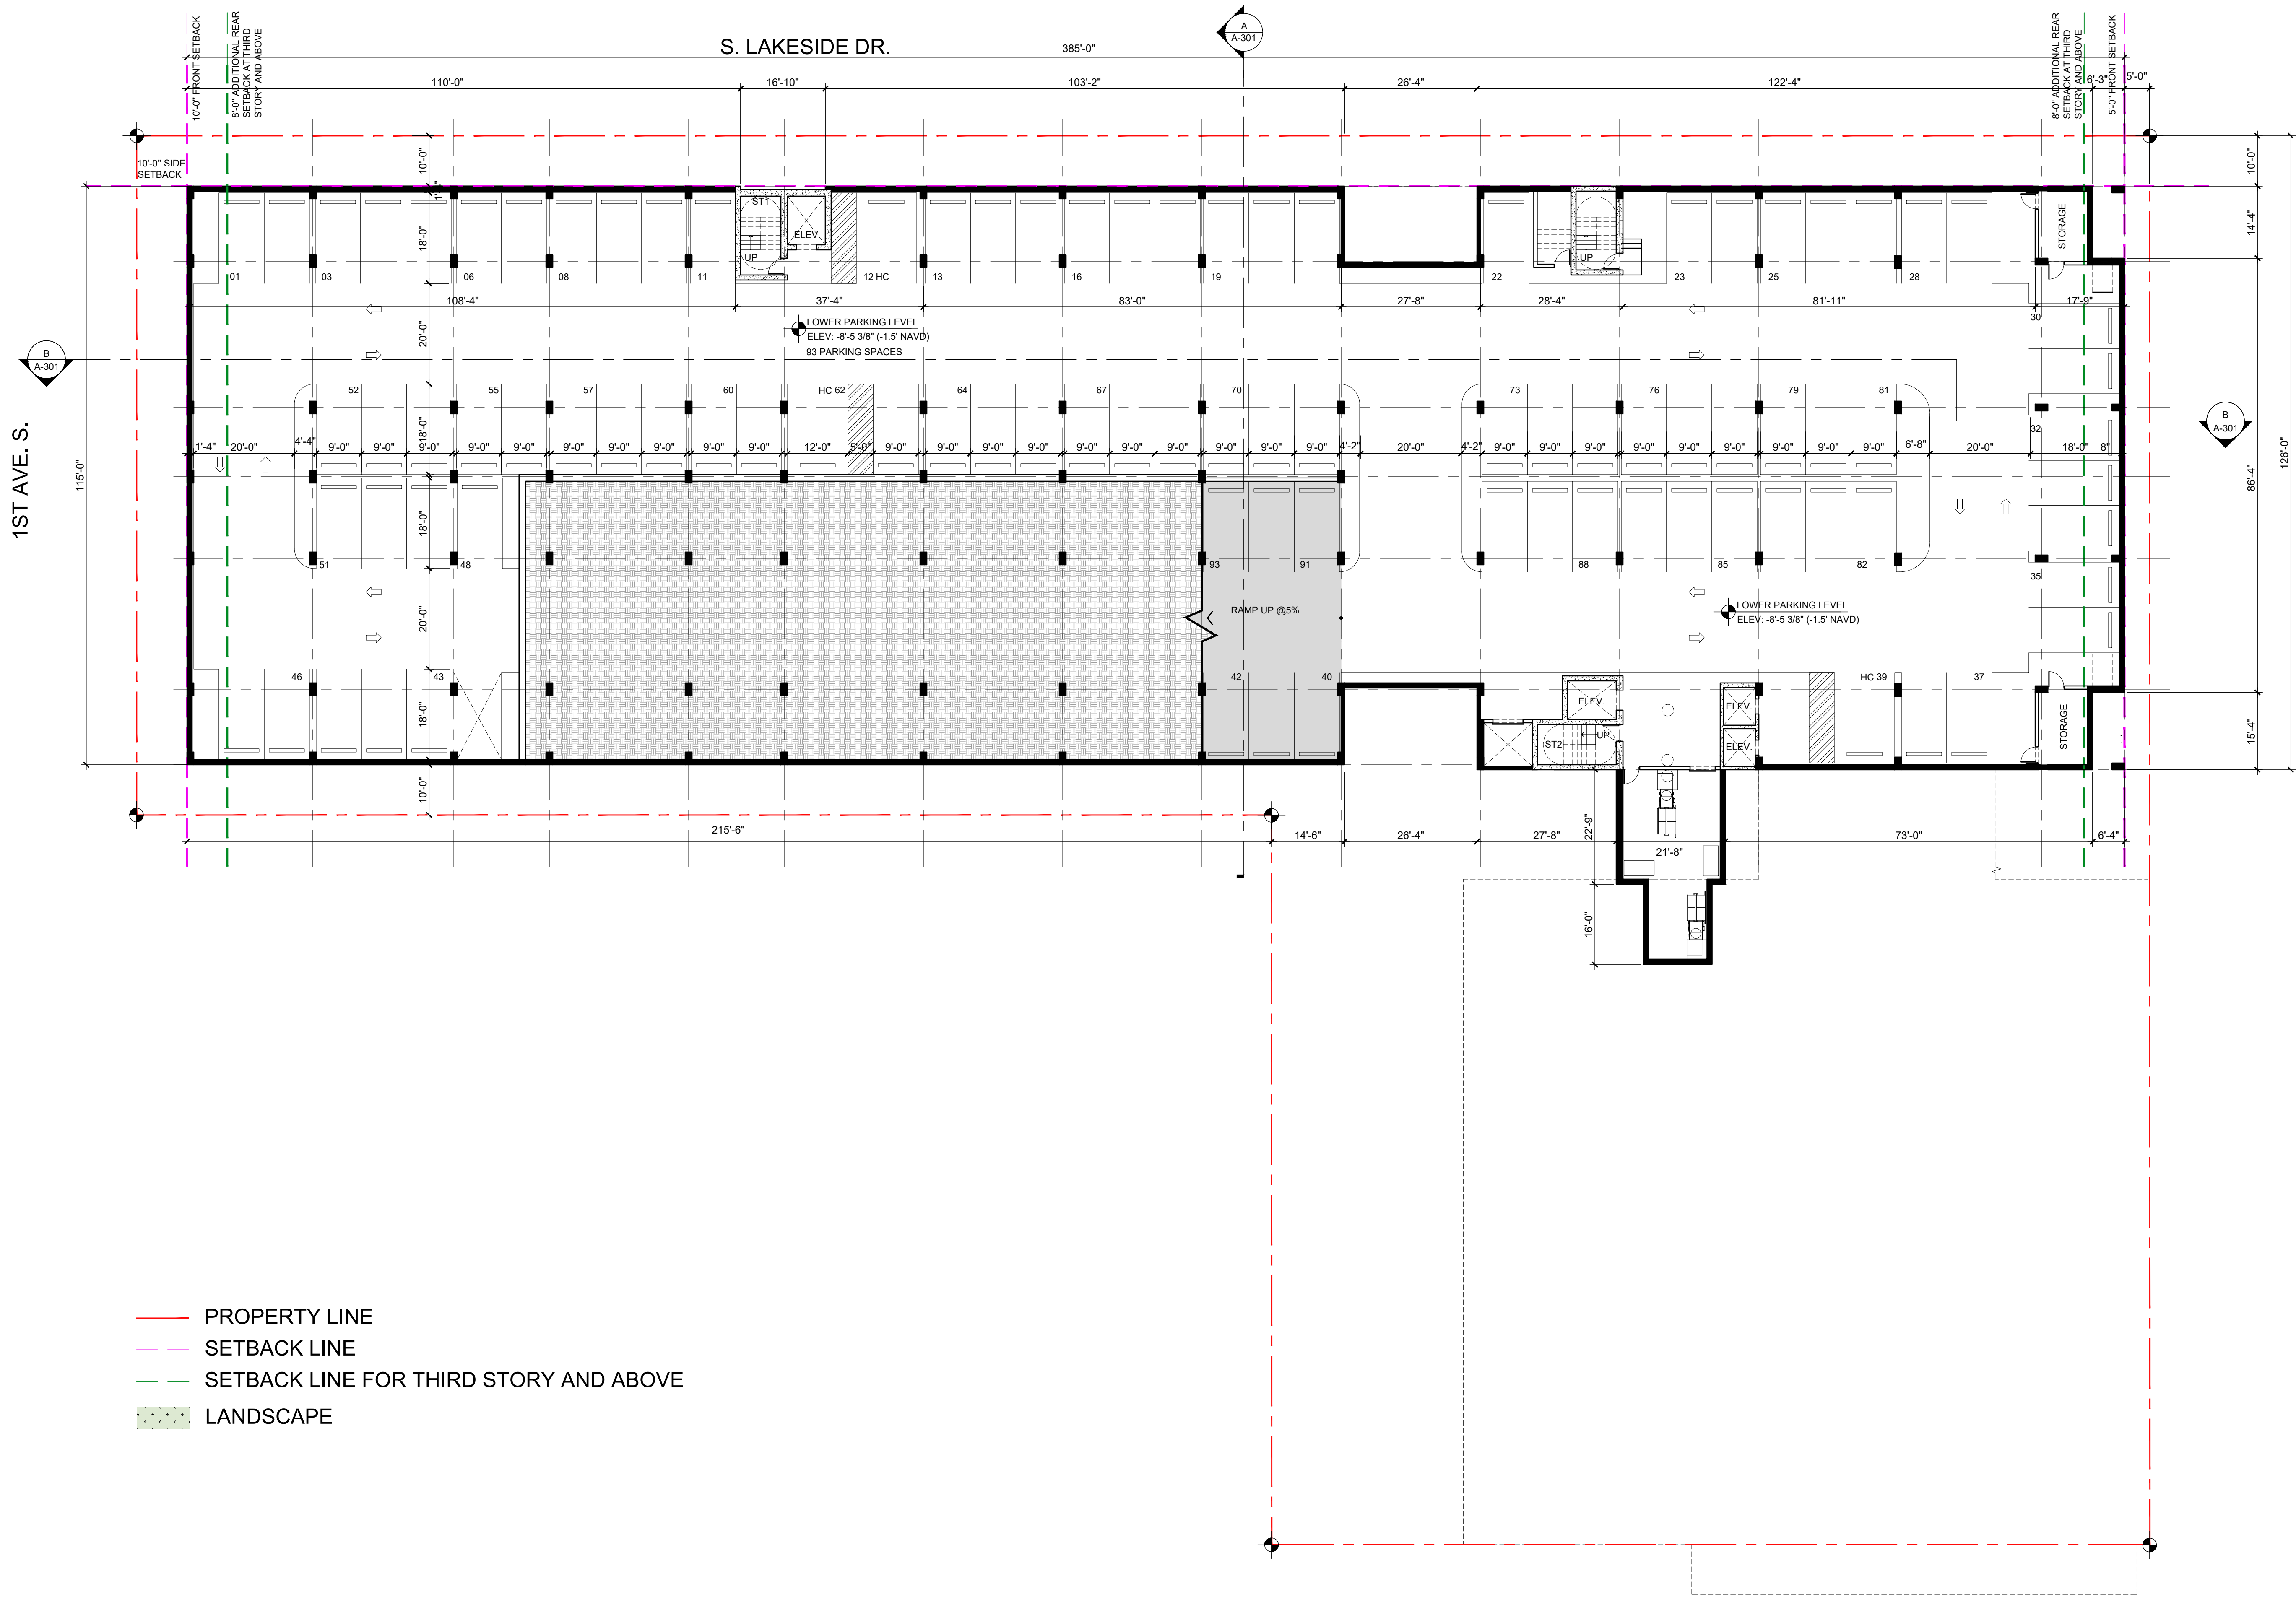 10'-0" FRONT SETBACK
8'-0" ADDITIONAL REAR
SETBACK AT THIRD
STORY AND ABOVE
S. LAKESIDE DR.
385'-0"
A
A-301
8'-0" ADDITIONAL REAR
SETBACK AT THIRD
STORY AND ABOVE
5'-0" FRONT SETBACK
110'-0"
16'-10"
103'-2"
26'-4"
122'-4"
6'-3"
5'-0"
10'-0" SIDE
SETBACK
10'-0"
10'-0"
ST1
ELEV.
UP
UP
STORAGE
18'-0"
14'-4"
01
03
06
08
11
12 HC
13
16
19
22
23
25
28
108'-4"
37'-4"
83'-0"
27'-8"
28'-4"
81'-11"
17'-9"
30
LOWER PARKING LEVEL
ELEV: -8'-5 3/8" (-1.5' NAVD)
93 PARKING SPACES
20'-0"
B
A-301
52
55
57
60
HC 62
64
67
70
73
76
79
81
18'-0"
B
A-301
32
1'-4"
20'-0"
4'-4"
9'-0"
9'-0"
9'-0"
9'-0"
9'-0"
9'-0"
9'-0"
9'-0"
9'-0"
9'-0"
12'-0"
5'-0"
9'-0"
9'-0"
9'-0"
9'-0"
9'-0"
9'-0"
9'-0"
9'-0"
9'-0"
9'-0"
4'-2"
20'-0"
4'-2"
9'-0"
9'-0"
9'-0"
9'-0"
9'-0"
9'-0"
9'-0"
9'-0"
9'-0"
6'-8"
20'-0"
18'-0"
8"
1ST AVE. S.
115'-0"
126'-0"
86'-4"
18'-0"
51
48
93
91
88
85
82
35
RAMP UP @5%
LOWER PARKING LEVEL
ELEV: -8'-5 3/8" (-1.5' NAVD)
20'-0"
46
43
42
40
HC 39
37
18'-0"
ELEV.
ELEV.
ELEV.
ST2
UP
STORAGE
15'-4"
10'-0"
215'-6"
14'-6"
26'-4"
27'-8"
22'-9"
21'-8"
73'-0"
6'-4"
16'-0"
PROPERTY LINE
SETBACK LINE
SETBACK LINE FOR THIRD STORY AND ABOVE
LANDSCAPE